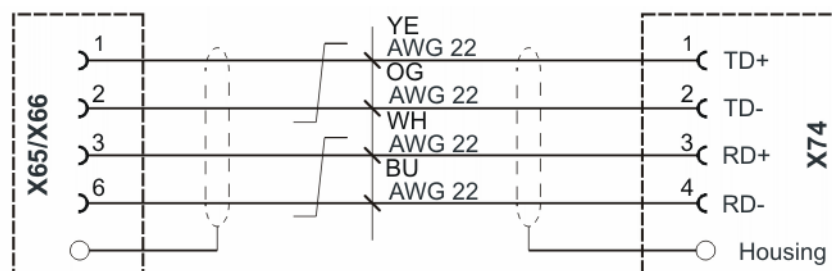 YE
1 AWG 22 1 TD+
OG
2 AWG 22 2 TD-
WH
3 AWG 22 3 RD+
BU
6 AWG 22 4 RD-
Housing
X65/X66
X74